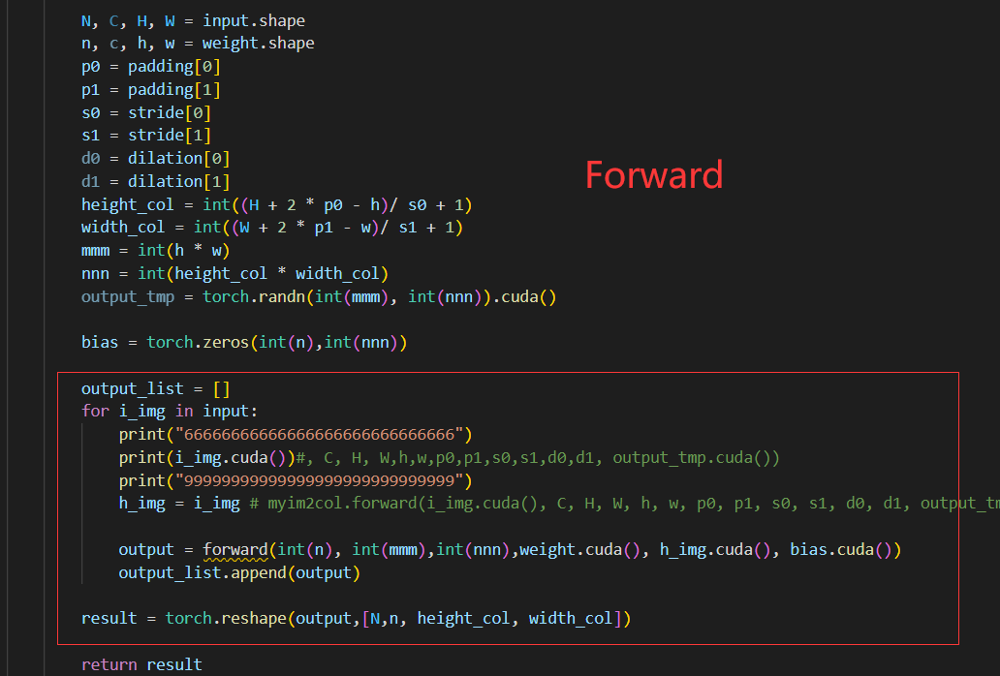 N, C, H, W = input.shape
n, c, h, w = weight.shape
p0 = padding[0]
p1 = padding[1]
s0 = stride[0]
s1 = stride[1]
d0 = dilation[0]
d1 = dilation[1]
Forward
height_col = int((H + 2 * p0 - h)/ s0 + 1)
width_col = int((W + 2 * p1 - w)/ s1 + 1)
mmm = int(h * w)
nnn = int(height_col * width_col)
output_tmp = torch.randn(int(mmm), int(nnn)).cuda()
bias = torch.zeros(int(n),int(nnn))
output_list = []
for i_img in input:
print("66666666666666666666666666666")
print(i_img.cuda())#, C, H, W,h,w,p0,p1,s0,s1,d0,d1, output_tmp.cuda())
print("99999999999999999999999999999")
h_img = i_img # myim2col.forward(i_img.cuda(), C, H, W, h, w, p0, p1, s0, s1, d0, d1, output_tm
output = forward(int(n), int(mmm),int(nnn),weight.cuda(), h_img.cuda(), bias.cuda())
output_list.append(output)
result = torch.reshape(output,[N,n, height_col, width_col])
return result